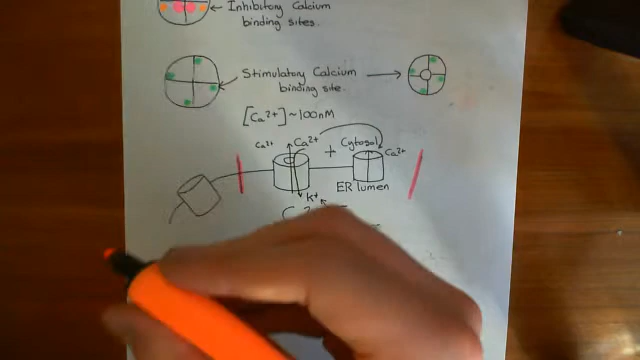 Inhibitory Calcium
binding sites.
Stimulatory Calcium
binding site.
[Ca2+]~100nM
Ca2+ Ca2+ + Cytosol
Ca2+
ER lumen
K+